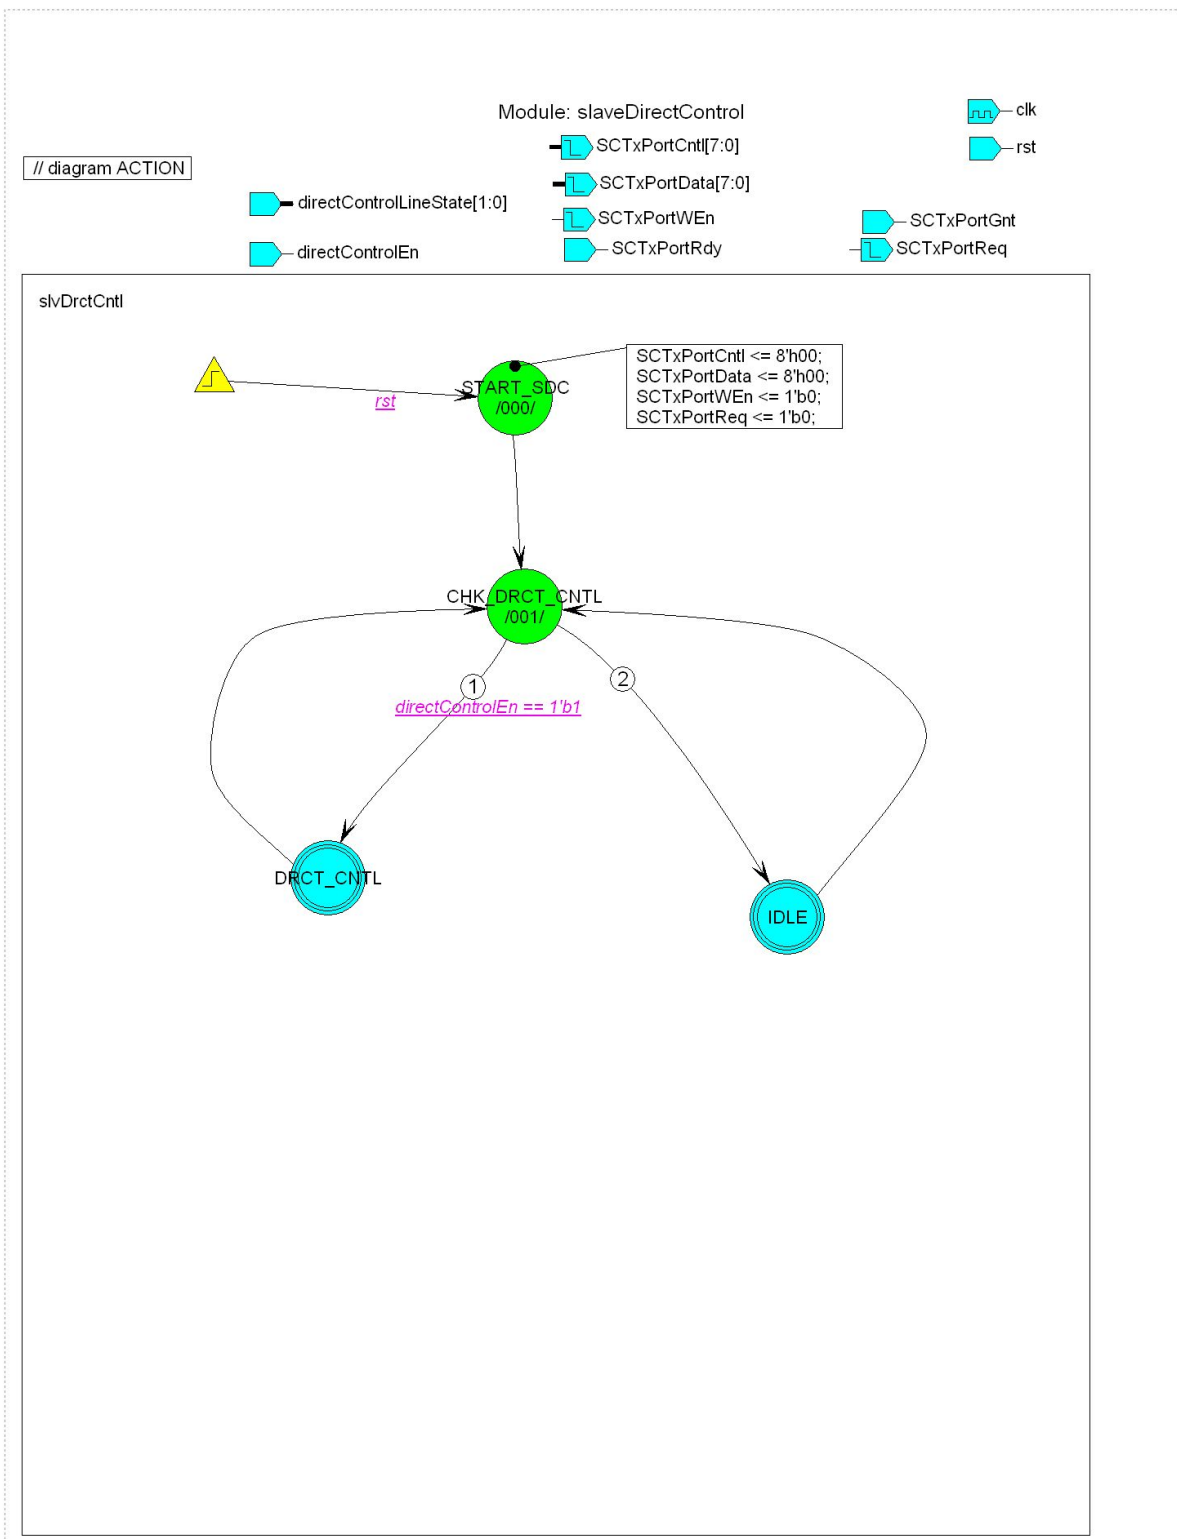 Module: slaveDirectControl
clk
SCTxPortCntl[7:0]
rst
// diagram ACTION
SCTxPortData[7:0]
directControlLineState[1:0]
SCTxPortWEn
SCTxPortGnt
directControlEn
SCTxPortRdy
SCTxPortReq
slvDrctCntl
SCTxPortCntl <= 8'h00;
SCTxPortData <= 8'h00;
SCTxPortWEn <= 1'b0;
SCTxPortReq <= 1'b0;
START_SDC
/000/
rst
CHK_DRCT_CNTL
/001/
1
2
directControlEn == 1'b1
DRCT_CNTL
IDLE